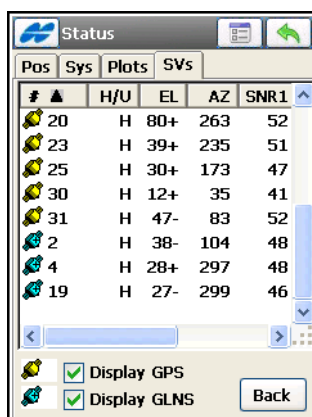 Status
Pos Sys Plots SVs
# H/U EL AZ SNR1
20 H 80+ 263 52
23 H 39+ 235 51
25 H 30+ 173 47
30 H 12+ 35 41
31 H 47- 83 52
2 H 38- 104 48
4 H 28+ 297 48
19 H 27- 299 46
Display GPS
Display GLNS
Back